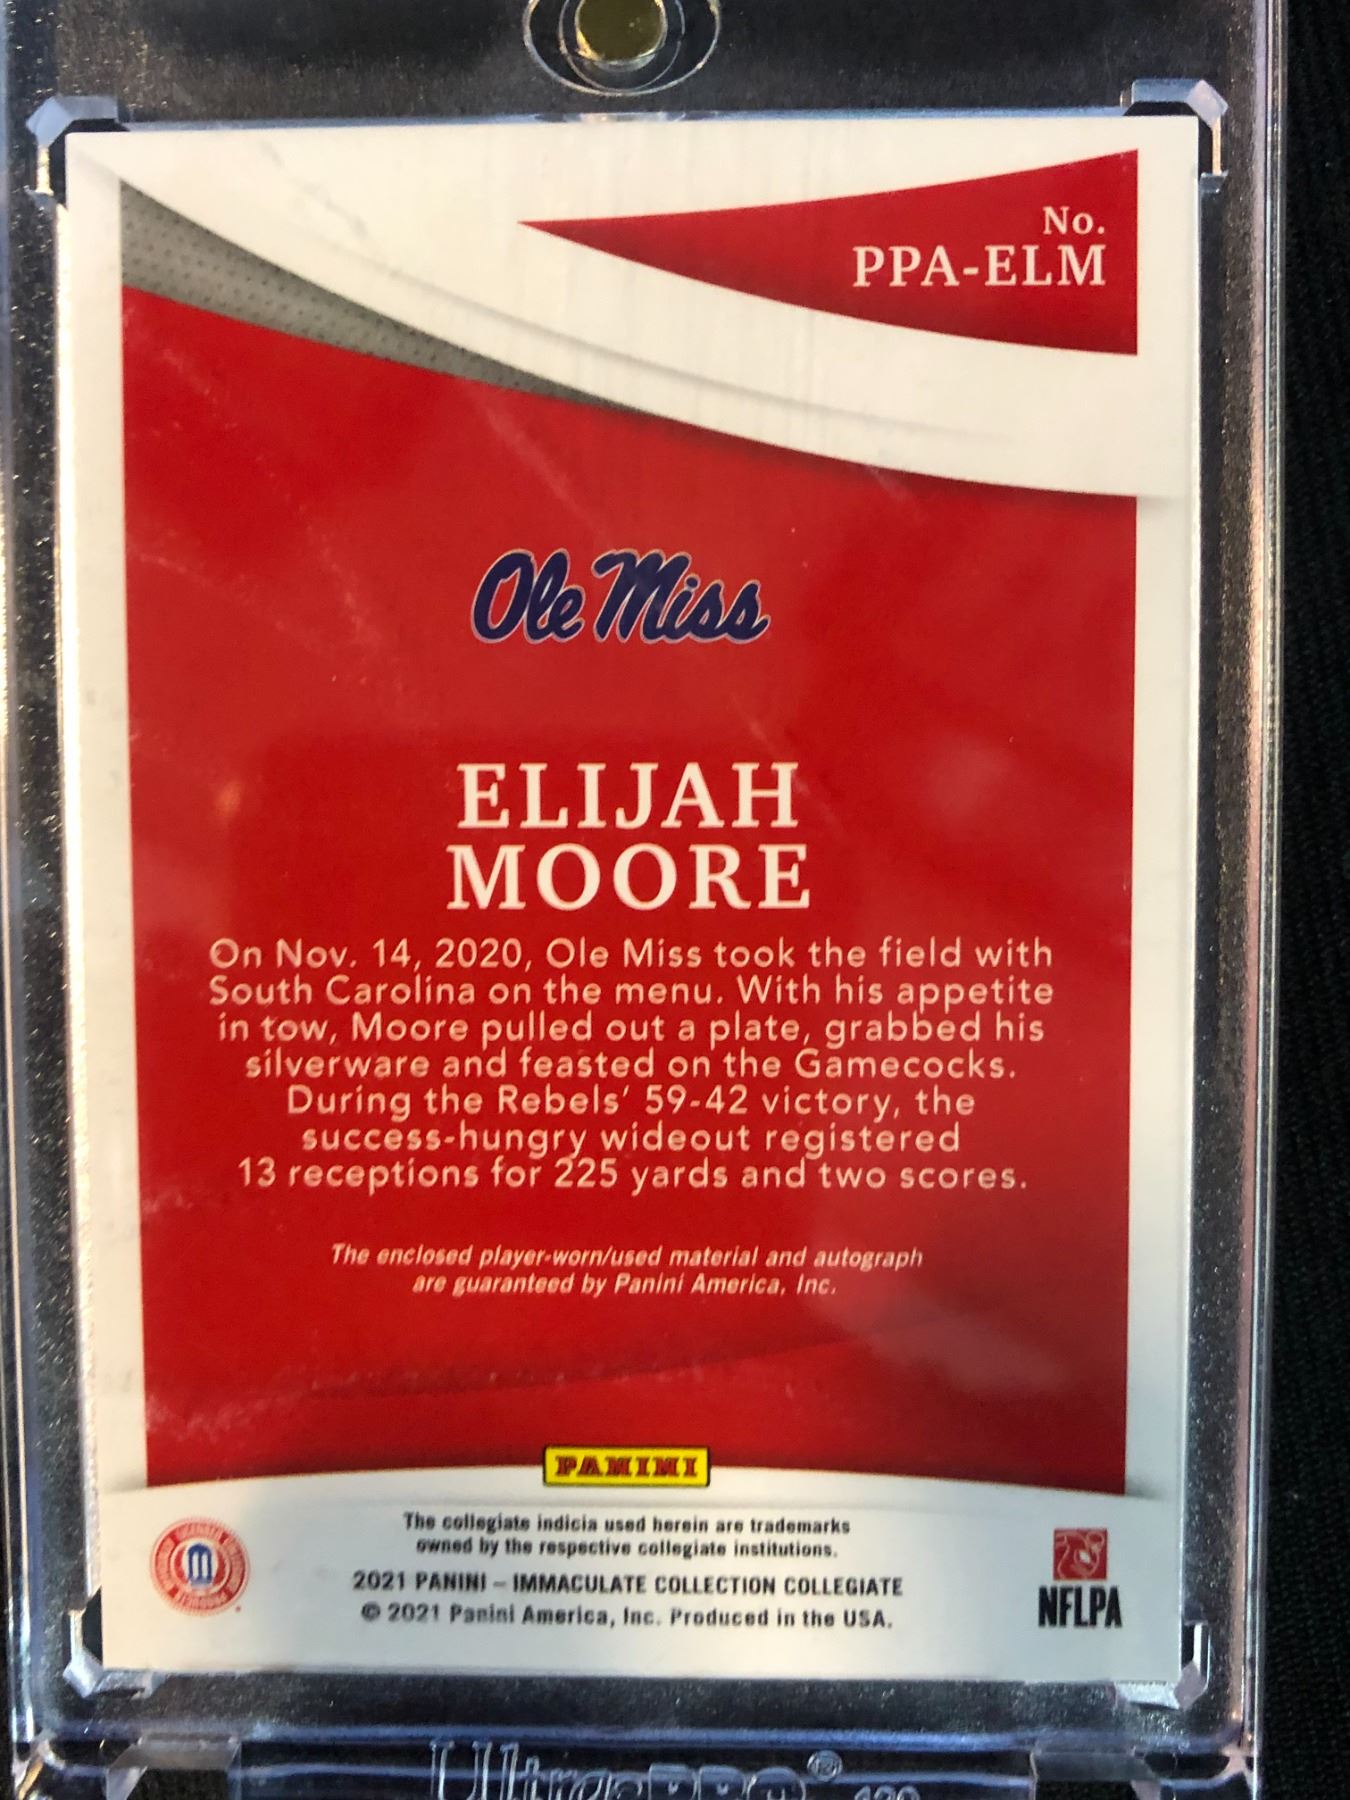 No.
PPA-ELM
Ole Miss
ELIJAH
MOORE
On Nov. 14, 2020, Ole Miss took the field with
South Carolina on the menu. With his appetite
in tow, Moore pulled out a plate, grabbed his
silverware and feasted on the Gamecocks.
During the Rebels' 59-42 victory, the
success-hungry wideout registered
13 receptions for 225 yards and two scores.
The enclosed player-worn/used material and autograph
are guaranteed by Panini America, Inc.
PANINI
The collegiate indicia used herein are trademarks
owned by the respective collegiate institutions.
2021 PANINI – IMMACULATE COLLECTION COLLEGIATE
© 2021 Panini America, Inc. Produced in the USA.
NFLPA
Ultra PRO®